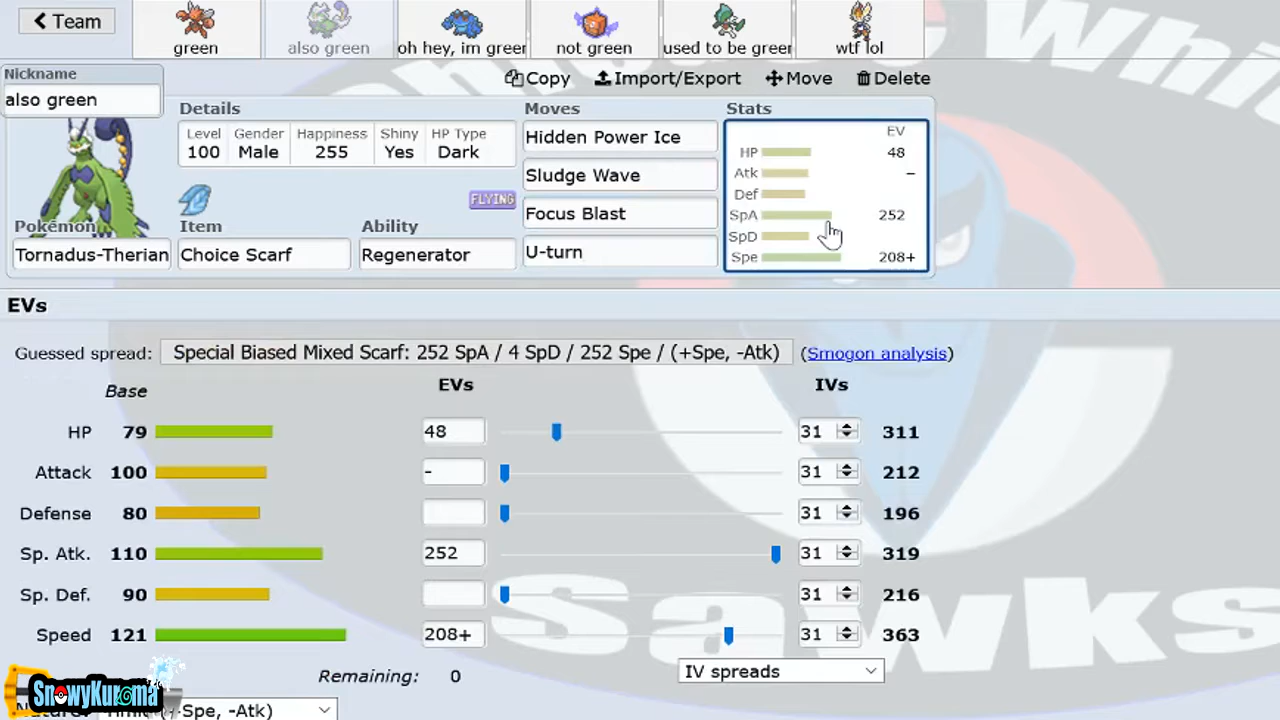 Team
green
also green
oh hey, im greer
not green
used to be greer
wtf lol
Nickname
also green
Copy
Import/Export
Move
Delete
Details
Moves
Stats
Level
Gender
Happiness
Shiny
HP Type
100
Male
255
Yes
Dark
Hidden Power Ice
Sludge Wave
Focus Blast
U-turn
EV
HP 48
Atk –
Def
SpA 252
SpD
Spe 208+
FLYING
Pokémon
Item
Ability
Tornadus-Therian
Choice Scarf
Regenerator
EVs
Guessed spread: Special Biased Mixed Scarf: 252 SpA / 4 SpD / 252 Spe / (+Spe, -Atk) (Smogon analysis)
Base EVs IVs
HP 79 48 31 311
Attack 100 - 31 212
Defense 80 31 196
Sp. Atk. 110 252 31 319
Sp. Def. 90 31 216
Speed 121 208+ 31 363
Remaining: 0
IV spreads
SnowyKuroma
(+Spe, -Atk)
Sawks